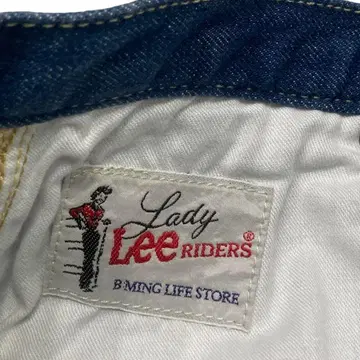 Lady
Lee RIDERS®
B MING LIFE STORE